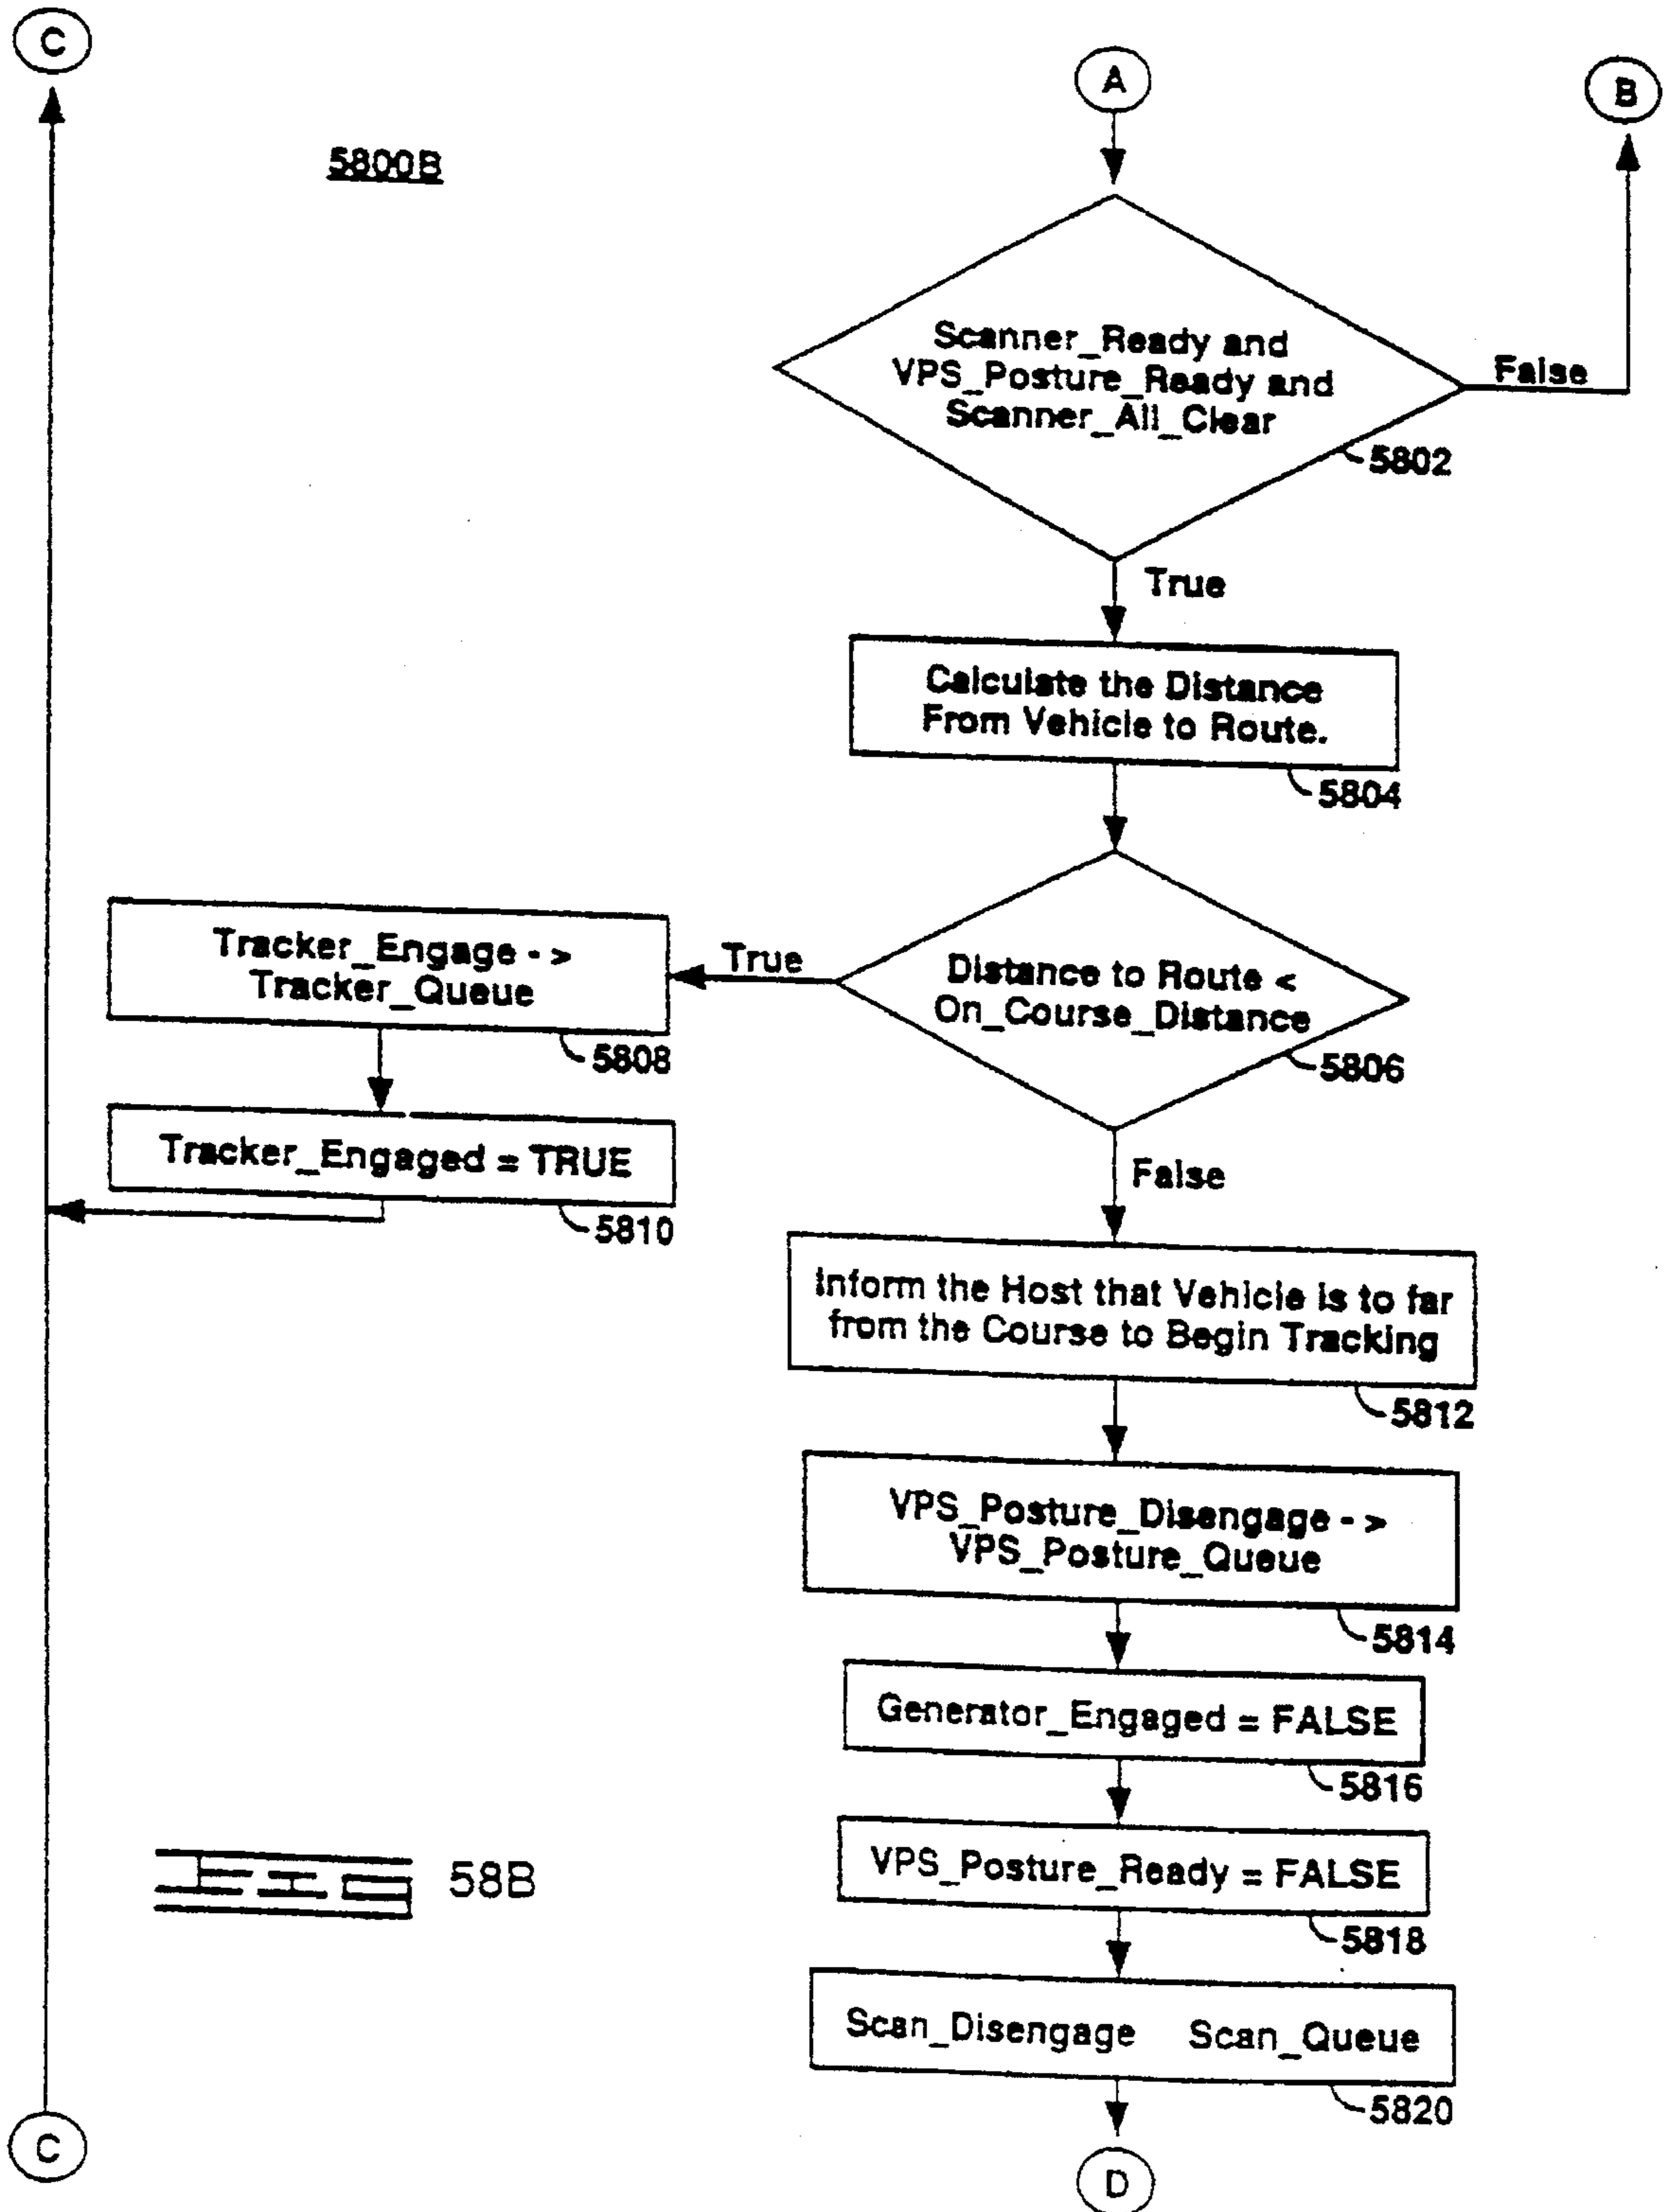 C
A
B
5800B
Scanner_Ready and
VPS_Posture_Ready and
Scanner_All_Clear
False
5802
True
Calculate the Distance
From Vehicle to Route.
5804
Tracker_Engage - >
Tracker_Queue
5808
True
Distance to Route <
On_Course_Distance
5806
Tracker_Engaged = TRUE
5810
False
Inform the Host that Vehicle is to far
from the Course to Begin Tracking
5812
VPS_Posture_Disengage - >
VPS_Posture_Queue
5814
Generator_Engaged = FALSE
5816
VPS_Posture_Ready = FALSE
5818
FIG 58B
Scan_Disengage Scan_Queue
5820
C
D